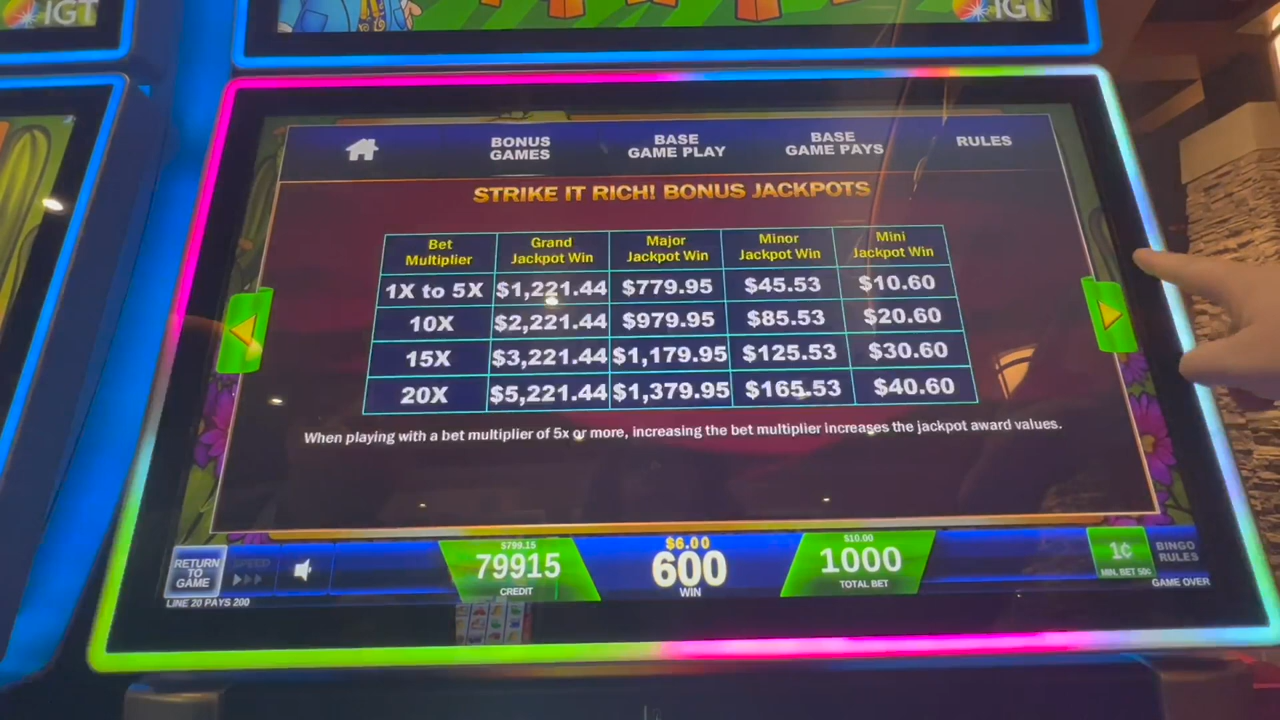 IGT
IGT
BONUS GAMES
BASE GAME PLAY
BASE GAME PAYS
RULES
STRIKE IT RICH! BONUS JACKPOTS
Bet Multiplier Grand Jackpot Win Major Jackpot Win Minor Jackpot Win Mini Jackpot Win
1X to 5X $1,221.44 $779.95 $45.53 $10.60
10X $2,221.44 $979.95 $85.53 $20.60
15X $3,221.44 $1,179.95 $125.53 $30.60
20X $5,221.44 $1,379.95 $165.53 $40.60
When playing with a bet multiplier of 5x or more, increasing the bet multiplier increases the jackpot award values.
RETURN TO GAME
SPEED
$799.15
79915
CREDIT
$6.00
600
WIN
$10.00
1000
TOTAL BET
1¢
MIN. BET 50¢
BINGO RULES
LINE 20 PAYS 200
GAME OVER